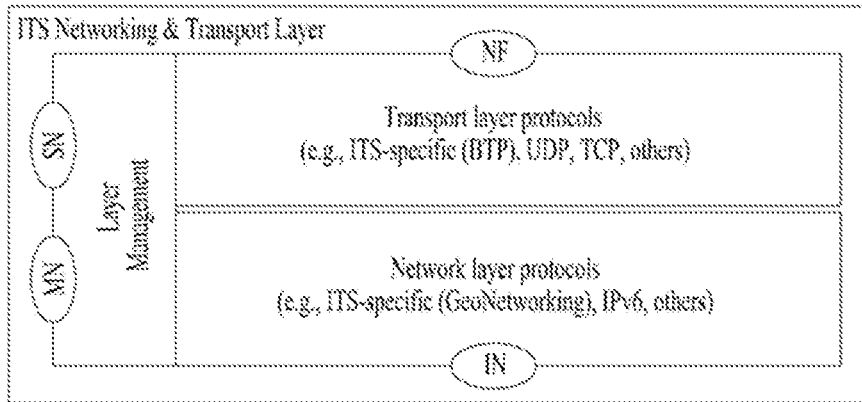 ITS Networking & Transport Layer
NF
SN
MN
Layer
Management
Transport layer protocols
(e.g., ITS-specific (BTP), UDP, TCP, others)
Network layer protocols
(e.g., ITS-specific (GeoNetworking), IPv6, others)
IN